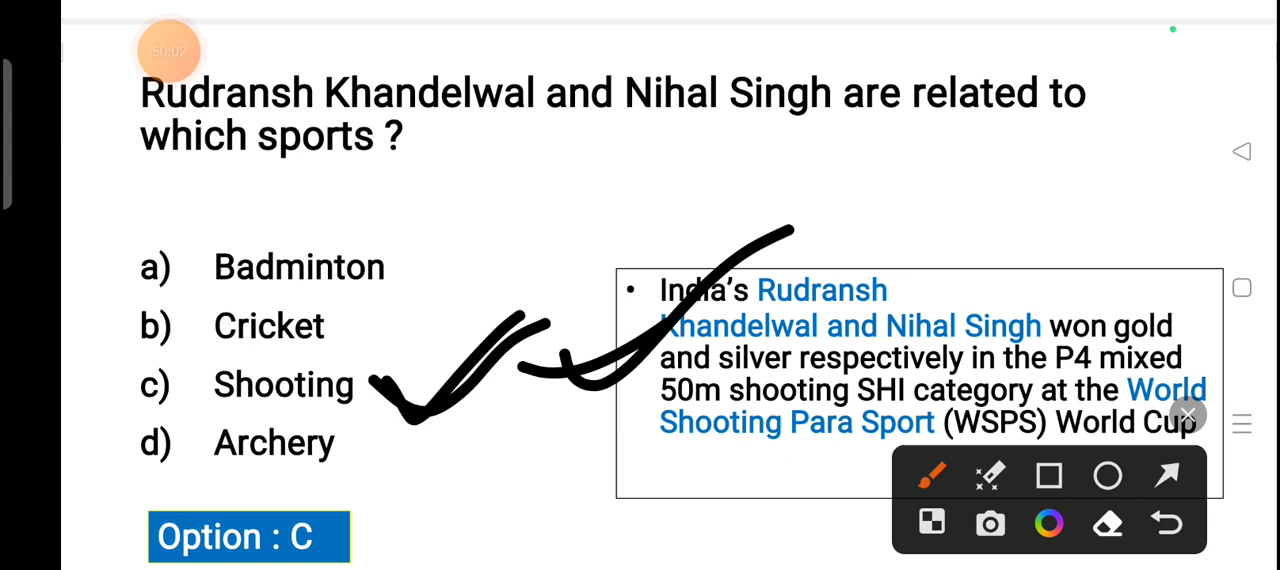 50:02
Rudransh Khandelwal and Nihal Singh are related to
which sports ?
a) Badminton
b) Cricket
c) Shooting
d) Archery
Option : C
• India's Rudransh
Khandelwal and Nihal Singh won gold
and silver respectively in the P4 mixed
50m shooting SHI category at the World
Shooting Para Sport (WSPS) World Cup